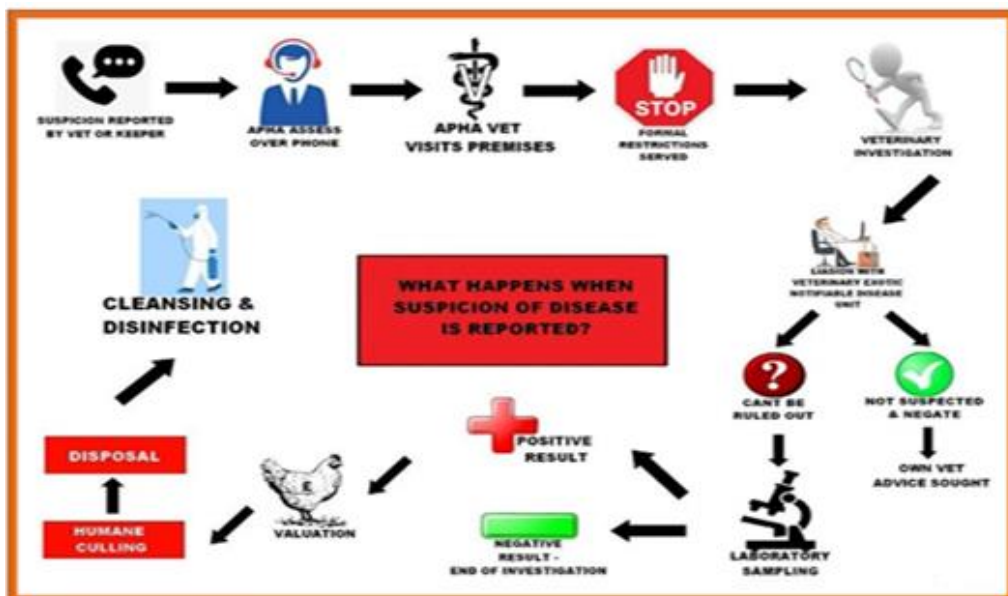 SUSPICION REPORTED
BY VET OR KEEPER
APHA ASSESS
OVER PHONE
APHA VET
VISITS PREMISES
STOP
FORMAL
RESTRICTIONS
SERVED
VETERINARY
INVESTIGATION
LIASION WITH
VETERINARY EXOTIC
NOTIFIABLE DISEASE
UNIT
WHAT HAPPENS WHEN
SUSPICION OF DISEASE
IS REPORTED?
?
CANT BE
RULED OUT
NOT SUSPECTED
& NEGATE
OWN VET
ADVICE SOUGHT
LABORATORY
SAMPLING
POSITIVE
RESULT
NEGATIVE
RESULT -
END OF INVESTIGATION
£
VALUATION
HUMANE
CULLING
DISPOSAL
CLEANSING &
DISINFECTION